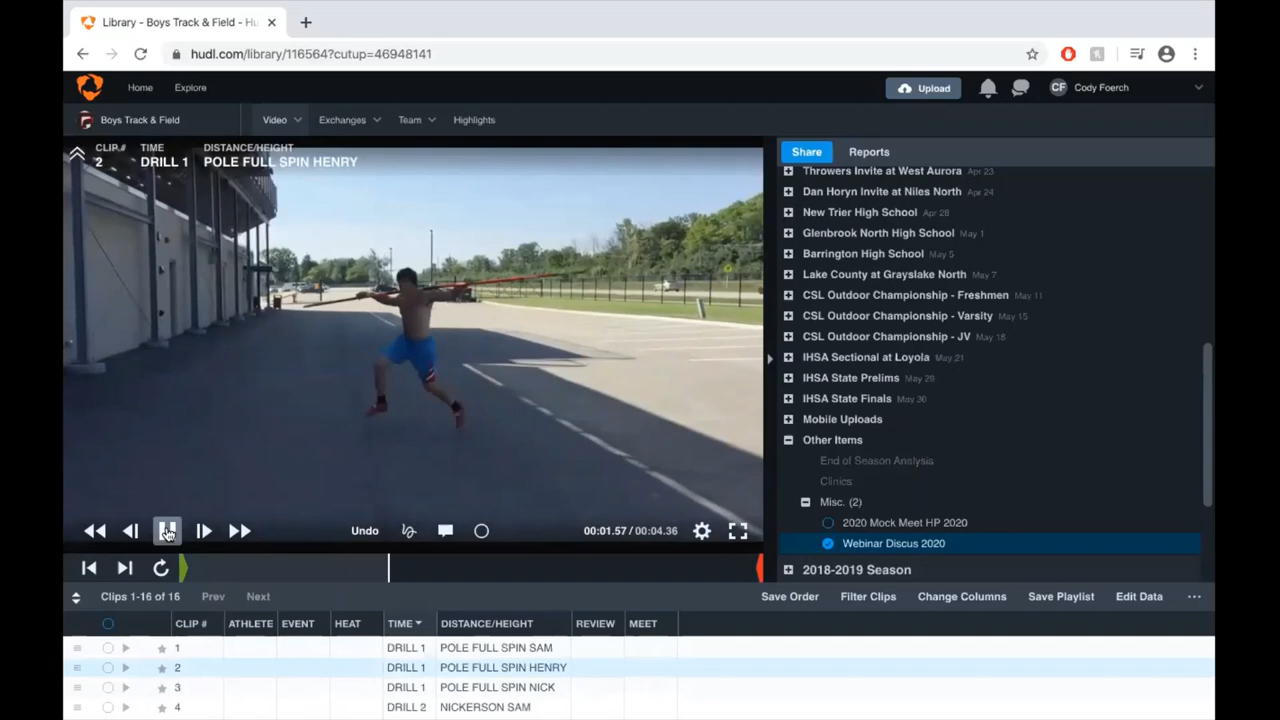 Library - Boys Track & Field - Hu
hudl.com/library/116564?cutup=46948141
Home Explore
Upload
CF Cody Foerch
Boys Track & Field
Video Exchanges Team Highlights
CLIP# TIME DISTANCE/HEIGHT
2 DRILL 1 POLE FULL SPIN HENRY
Share Reports
Throwers Invite at West Aurora Apr 23
Dan Horyn Invite at Niles North Apr 24
New Trier High School Apr 28
Glenbrook North High School May 1
Barrington High School May 5
Lake County at Grayslake North May 7
CSL Outdoor Championship - Freshmen May 11
CSL Outdoor Championship - Varsity May 15
CSL Outdoor Championship - JV May 18
IHSA Sectional at Loyola May 21
IHSA State Prelims May 29
IHSA State Finals May 30
Mobile Uploads
Other Items
End of Season Analysis
Clinics
Misc. (2)
2020 Mock Meet HP 2020
Webinar Discus 2020
2018-2019 Season
Undo
00:01.57 / 00:04.36
Clips 1-16 of 16 Prev Next
Save Order Filter Clips Change Columns Save Playlist Edit Data
CLIP # ATHLETE EVENT HEAT TIME DISTANCE/HEIGHT REVIEW MEET
1 DRILL 1 POLE FULL SPIN SAM
2 DRILL 1 POLE FULL SPIN HENRY
3 DRILL 1 POLE FULL SPIN NICK
4 DRILL 2 NICKERSON SAM